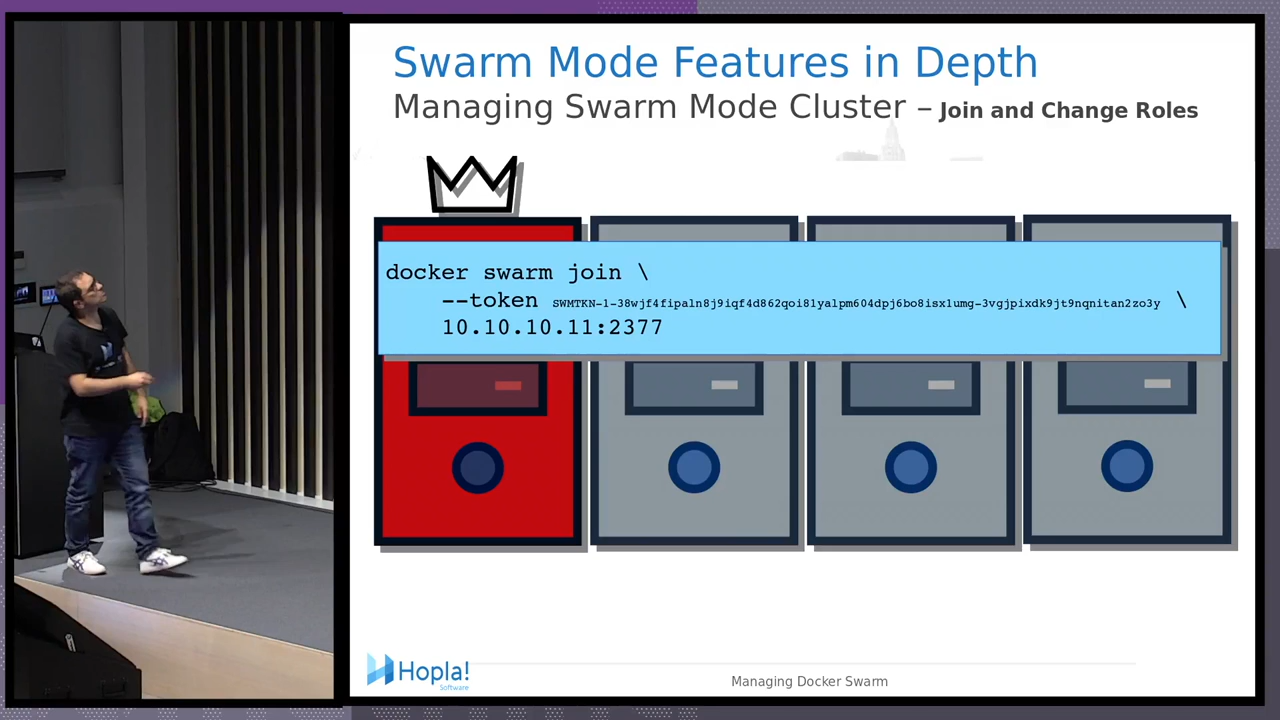 Swarm Mode Features in Depth
Managing Swarm Mode Cluster – Join and Change Roles
docker swarm join \
--token SWMTKN-1-38wjf4fipaln8j9iqf4d862qoi81yalpm604dpj6bo8isx1umg-3vgjpixdk9jt9nqnitan2zo3y \
10.10.10.11:2377
Hopla!
Software
Managing Docker Swarm